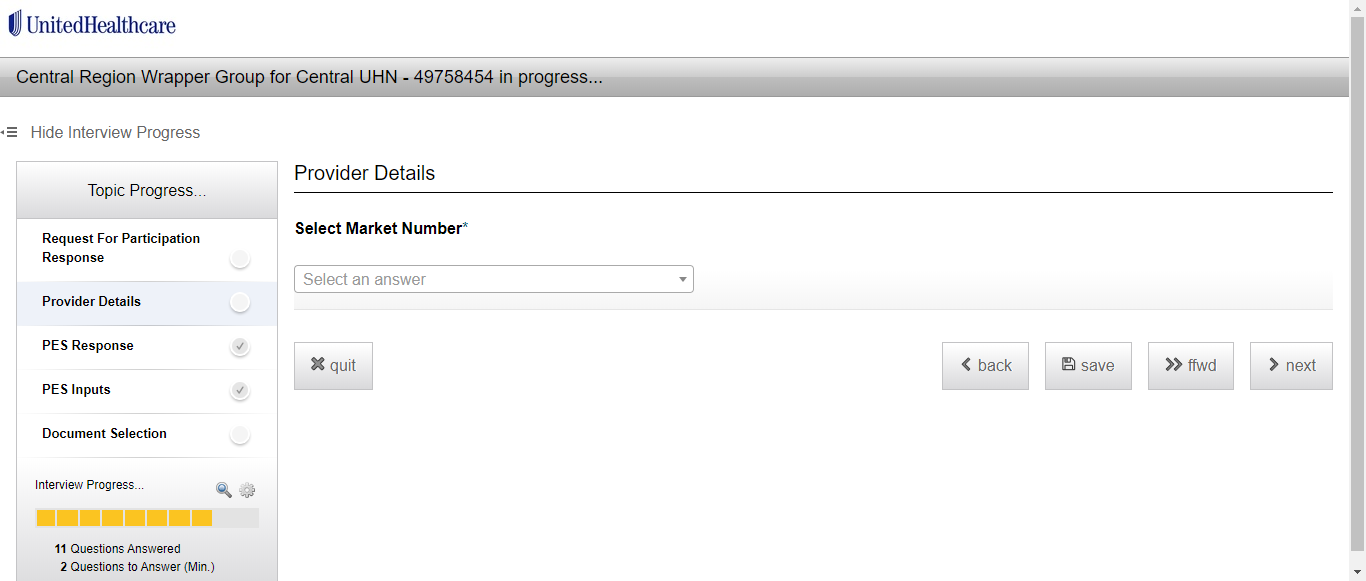 UnitedHealthcare
Central Region Wrapper Group for Central UHN - 49758454 in progress...
Hide Interview Progress
Topic Progress...
Request For Participation
Response
Provider Details
PES Response
PES Inputs
Document Selection
Interview Progress...
11 Questions Answered
2 Questions to Answer (Min.)
Provider Details
Select Market Number*
Select an answer
quit
back
save
ffwd
next